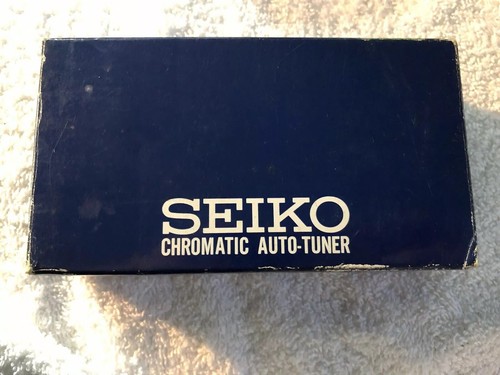 SEIKO
CHROMATIC AUTO-TUNER